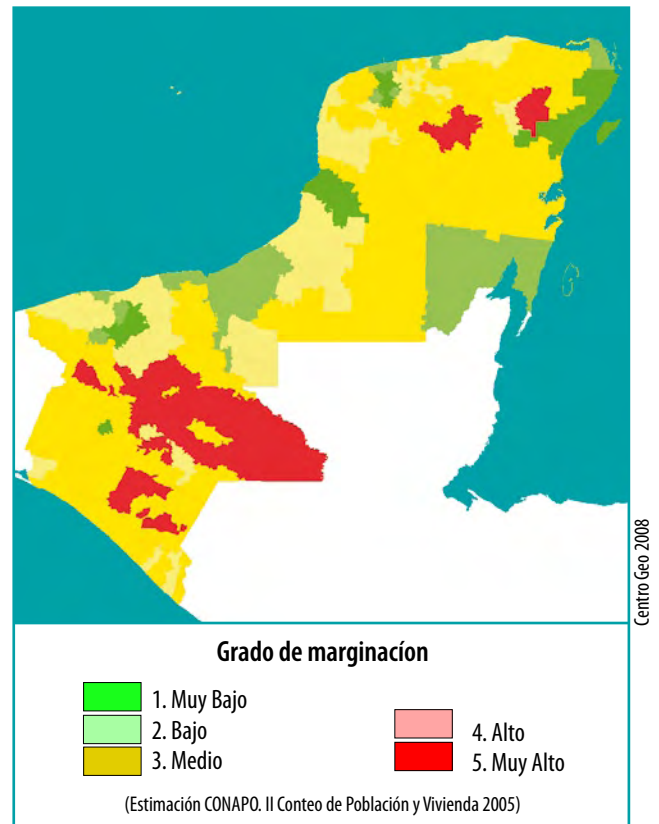 Centro Geo 2008
Grado de marginacíon
1. Muy Bajo
2. Bajo
3. Medio
4. Alto
5. Muy Alto
(Estimación CONAPO. II Conteo de Población y Vivienda 2005)